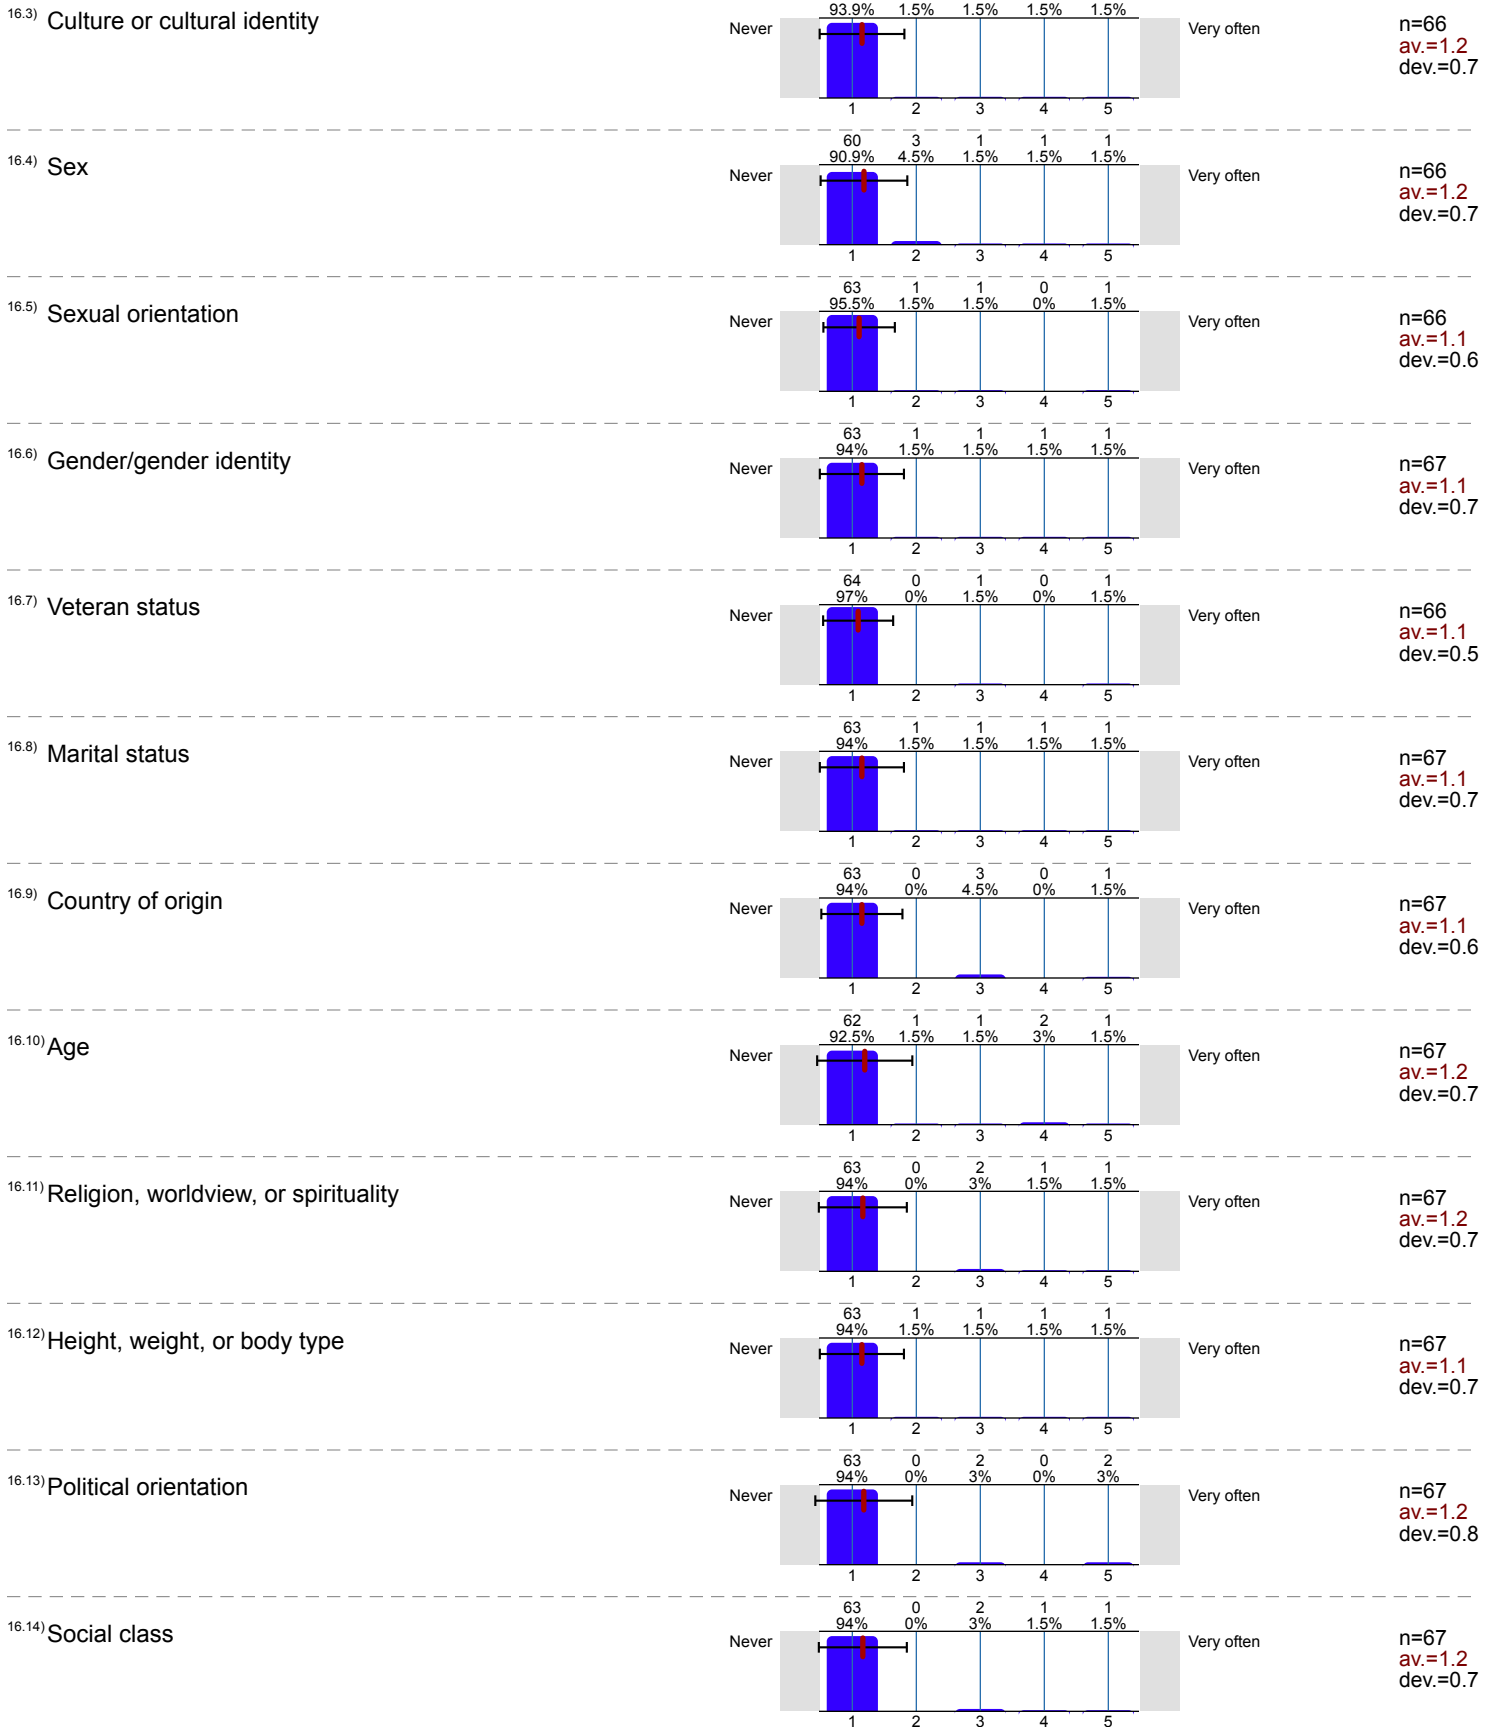 16.3) Culture or cultural identity
93.9% 1.5% 1.5% 1.5% 1.5%
Never Very often
n=66
av.=1.2
dev.=0.7
1 2 3 4 5
16.4) Sex
60 3 1 1 1
90.9% 4.5% 1.5% 1.5% 1.5%
Never Very often
n=66
av.=1.2
dev.=0.7
1 2 3 4 5
16.5) Sexual orientation
63 1 1 0 1
95.5% 1.5% 1.5% 0% 1.5%
Never Very often
n=66
av.=1.1
dev.=0.6
1 2 3 4 5
16.6) Gender/gender identity
63 1 1 1 1
94% 1.5% 1.5% 1.5% 1.5%
Never Very often
n=67
av.=1.1
dev.=0.7
1 2 3 4 5
16.7) Veteran status
64 0 1 0 1
97% 0% 1.5% 0% 1.5%
Never Very often
n=66
av.=1.1
dev.=0.5
1 2 3 4 5
16.8) Marital status
63 1 1 1 1
94% 1.5% 1.5% 1.5% 1.5%
Never Very often
n=67
av.=1.1
dev.=0.7
1 2 3 4 5
16.9) Country of origin
63 0 3 0 1
94% 0% 4.5% 0% 1.5%
Never Very often
n=67
av.=1.1
dev.=0.6
1 2 3 4 5
16.10) Age
62 1 1 2 1
92.5% 1.5% 1.5% 3% 1.5%
Never Very often
n=67
av.=1.2
dev.=0.7
1 2 3 4 5
16.11) Religion, worldview, or spirituality
63 0 2 1 1
94% 0% 3% 1.5% 1.5%
Never Very often
n=67
av.=1.2
dev.=0.7
1 2 3 4 5
16.12) Height, weight, or body type
63 1 1 1 1
94% 1.5% 1.5% 1.5% 1.5%
Never Very often
n=67
av.=1.1
dev.=0.7
1 2 3 4 5
16.13) Political orientation
63 0 2 0 2
94% 0% 3% 0% 3%
Never Very often
n=67
av.=1.2
dev.=0.8
1 2 3 4 5
16.14) Social class
63 0 2 1 1
94% 0% 3% 1.5% 1.5%
Never Very often
n=67
av.=1.2
dev.=0.7
1 2 3 4 5